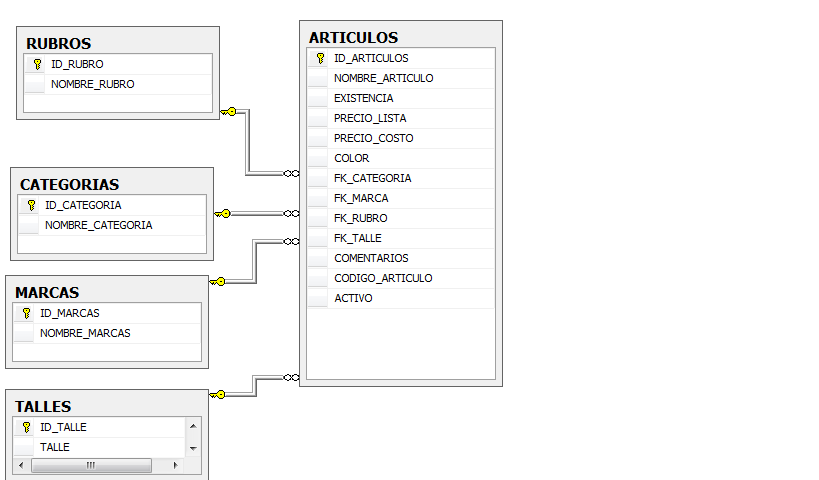 RUBROS
ID_RUBRO
NOMBRE_RUBRO
CATEGORIAS
ID_CATEGORIA
NOMBRE_CATEGORIA
MARCAS
ID_MARCAS
NOMBRE_MARCAS
TALLES
ID_TALLE
TALLE
ARTICULOS
ID_ARTICULOS
NOMBRE_ARTICULO
EXISTENCIA
PRECIO_LISTA
PRECIO_COSTO
COLOR
FK_CATEGORIA
FK_MARCA
FK_RUBRO
FK_TALLE
COMENTARIOS
CODIGO_ARTICULO
ACTIVO